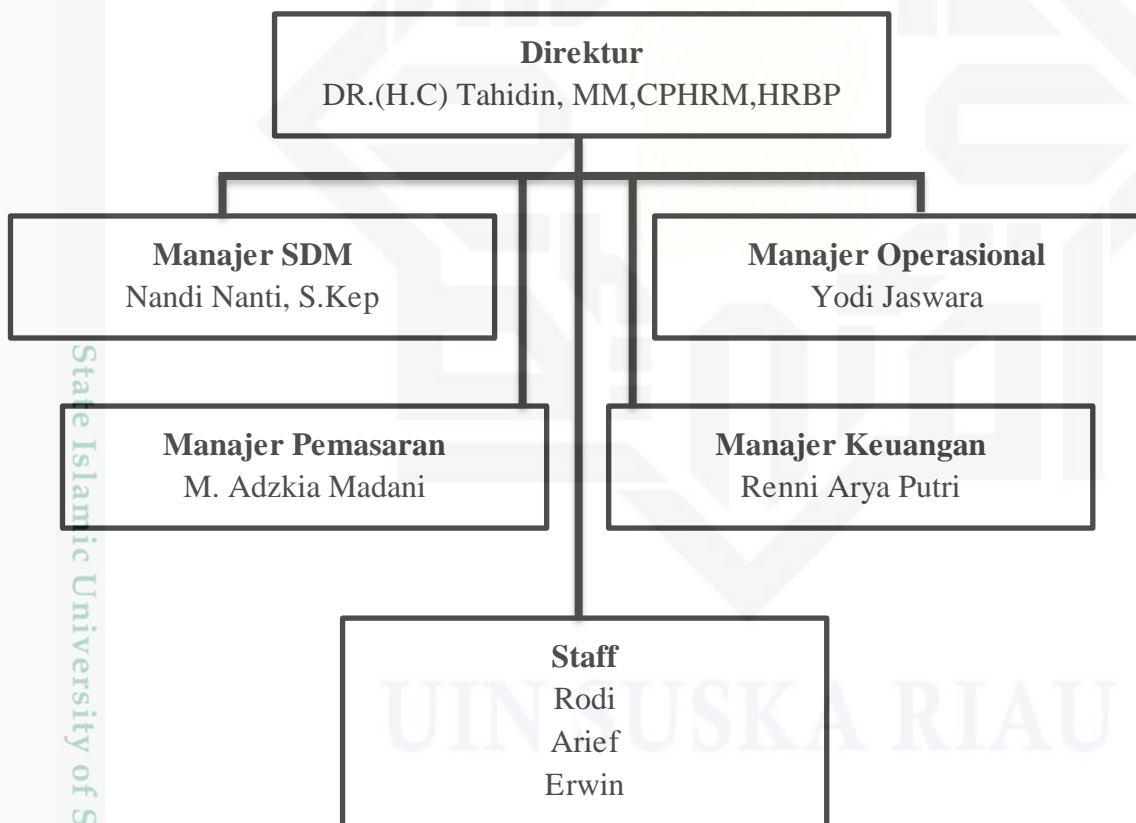 Direktur
DR.(H.C) Tahidin, MM,CPHRM,HRBP
Manajer SDM
Nandi Nanti, S.Kep
Manajer Operasional
Yodi Jaswara
Manajer Pemasaran
M. Adzkia Madani
Manajer Keuangan
Renni Arya Putri
Staff
Rodi
Arief
Erwin
State Islamic University of S
UIN SUSKA RIAU